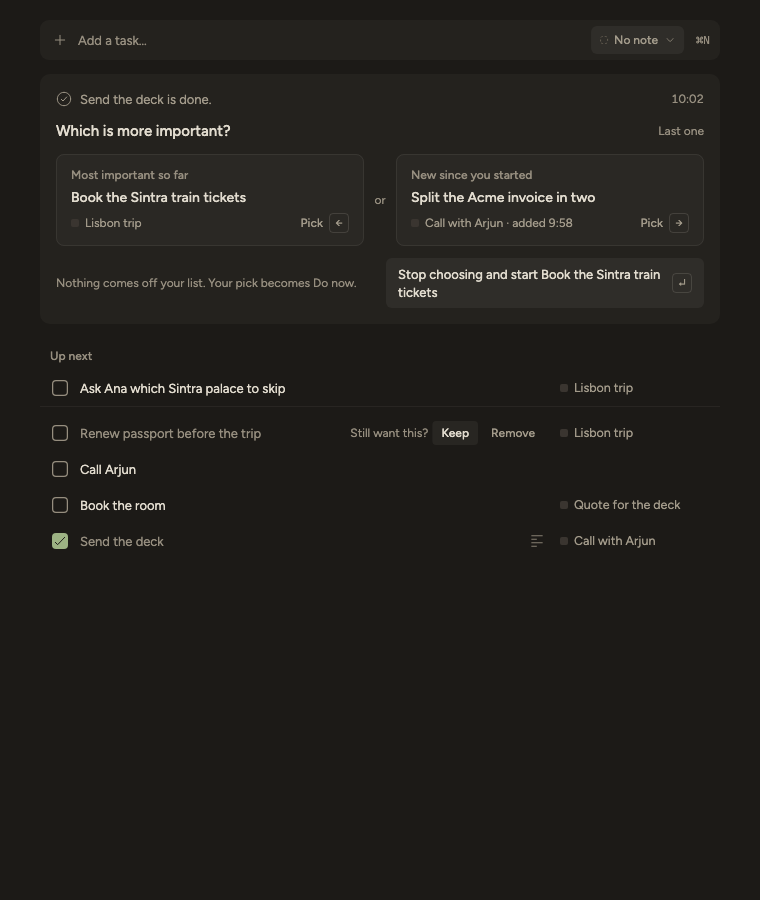 Add a task...
No note
⌘N
Send the deck is done.
10:02
Which is more important?
Last one
Most important so far
Book the Sintra train tickets
Lisbon trip
Pick ←
or
New since you started
Split the Acme invoice in two
Call with Arjun · added 9:58
Pick →
Nothing comes off your list. Your pick becomes Do now.
Stop choosing and start Book the Sintra train
tickets
Up next
Ask Ana which Sintra palace to skip
Lisbon trip
Renew passport before the trip
Still want this? Keep Remove
Lisbon trip
Call Arjun
Book the room
Quote for the deck
Send the deck
Call with Arjun